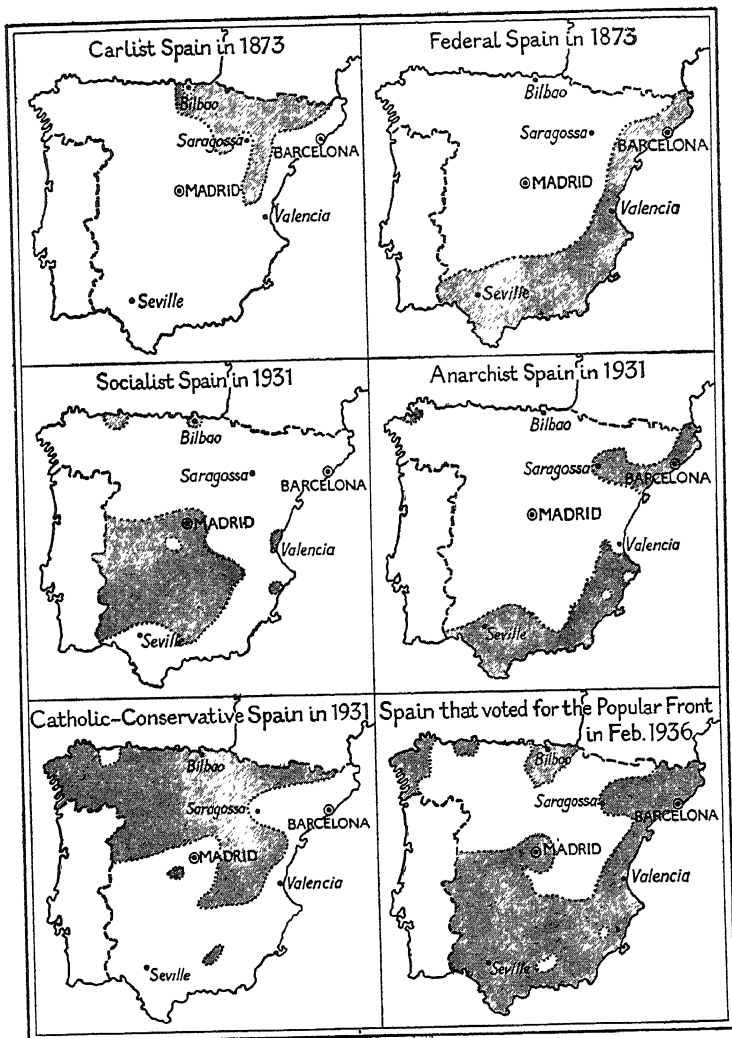 Carlist Spain in 1873
Bilbao
Saragossa
BARCELONA
MADRID
Valencia
Seville
Federal Spain in 1873
Bilbao
Saragossa
BARCELONA
MADRID
Valencia
Seville
Socialist Spain in 1931
Bilbao
Saragossa
BARCELONA
MADRID
Valencia
Seville
Anarchist Spain in 1931
Bilbao
Saragossa
BARCELONA
MADRID
Valencia
Seville
Catholic-Conservative Spain in 1931
Bilbao
Saragossa
BARCELONA
MADRID
Valencia
Seville
Spain that voted for the Popular Front
in Feb. 1936
Bilbao
Saragossa
BARCELONA
MADRID
Valencia
Seville